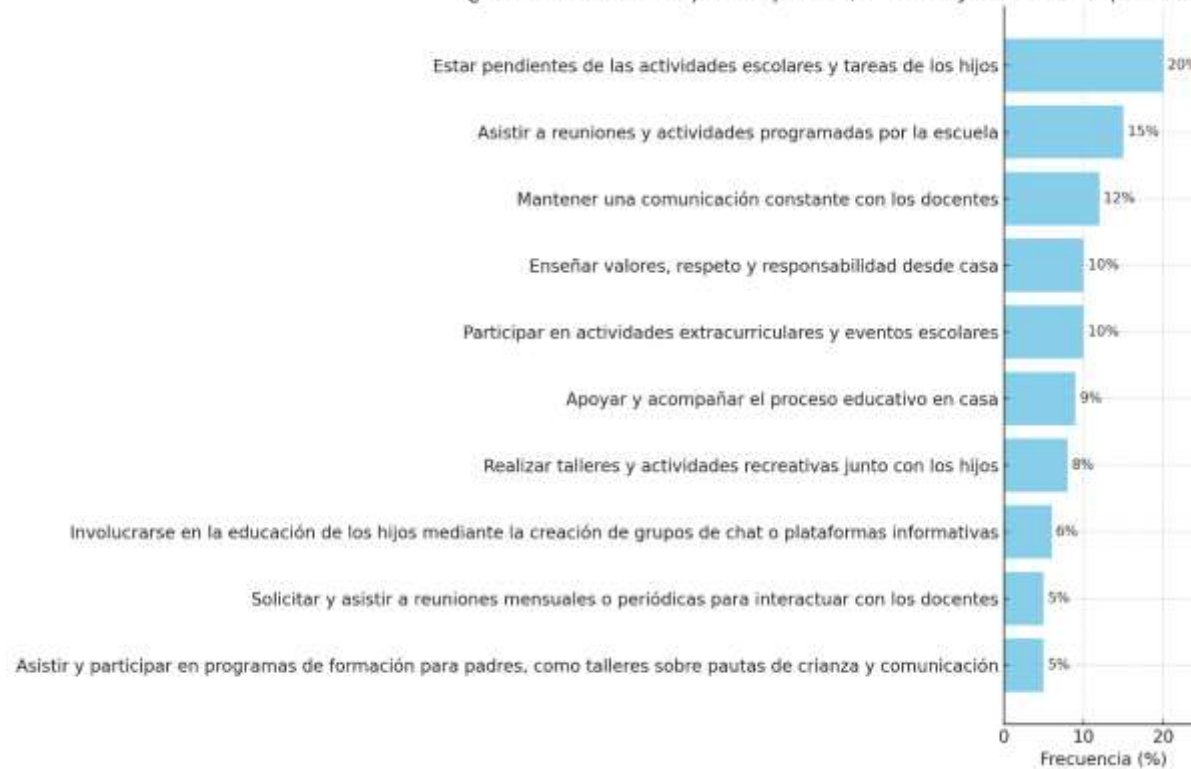 Estar pendientes de las actividades escolares y tareas de los hijos 20%
Asistir a reuniones y actividades programadas por la escuela 15%
Mantener una comunicación constante con los docentes 12%
Enseñar valores, respeto y responsabilidad desde casa 10%
Participar en actividades extracurriculares y eventos escolares 10%
Apoyar y acompañar el proceso educativo en casa 9%
Realizar talleres y actividades recreativas junto con los hijos 8%
Involucrarse en la educación de los hijos mediante la creación de grupos de chat o plataformas informativas 6%
Solicitar y asistir a reuniones mensuales o periódicas para interactuar con los docentes 5%
Asistir y participar en programas de formación para padres, como talleres sobre pautas de crianza y comunicación 5%
0 10 20
Frecuencia (%)